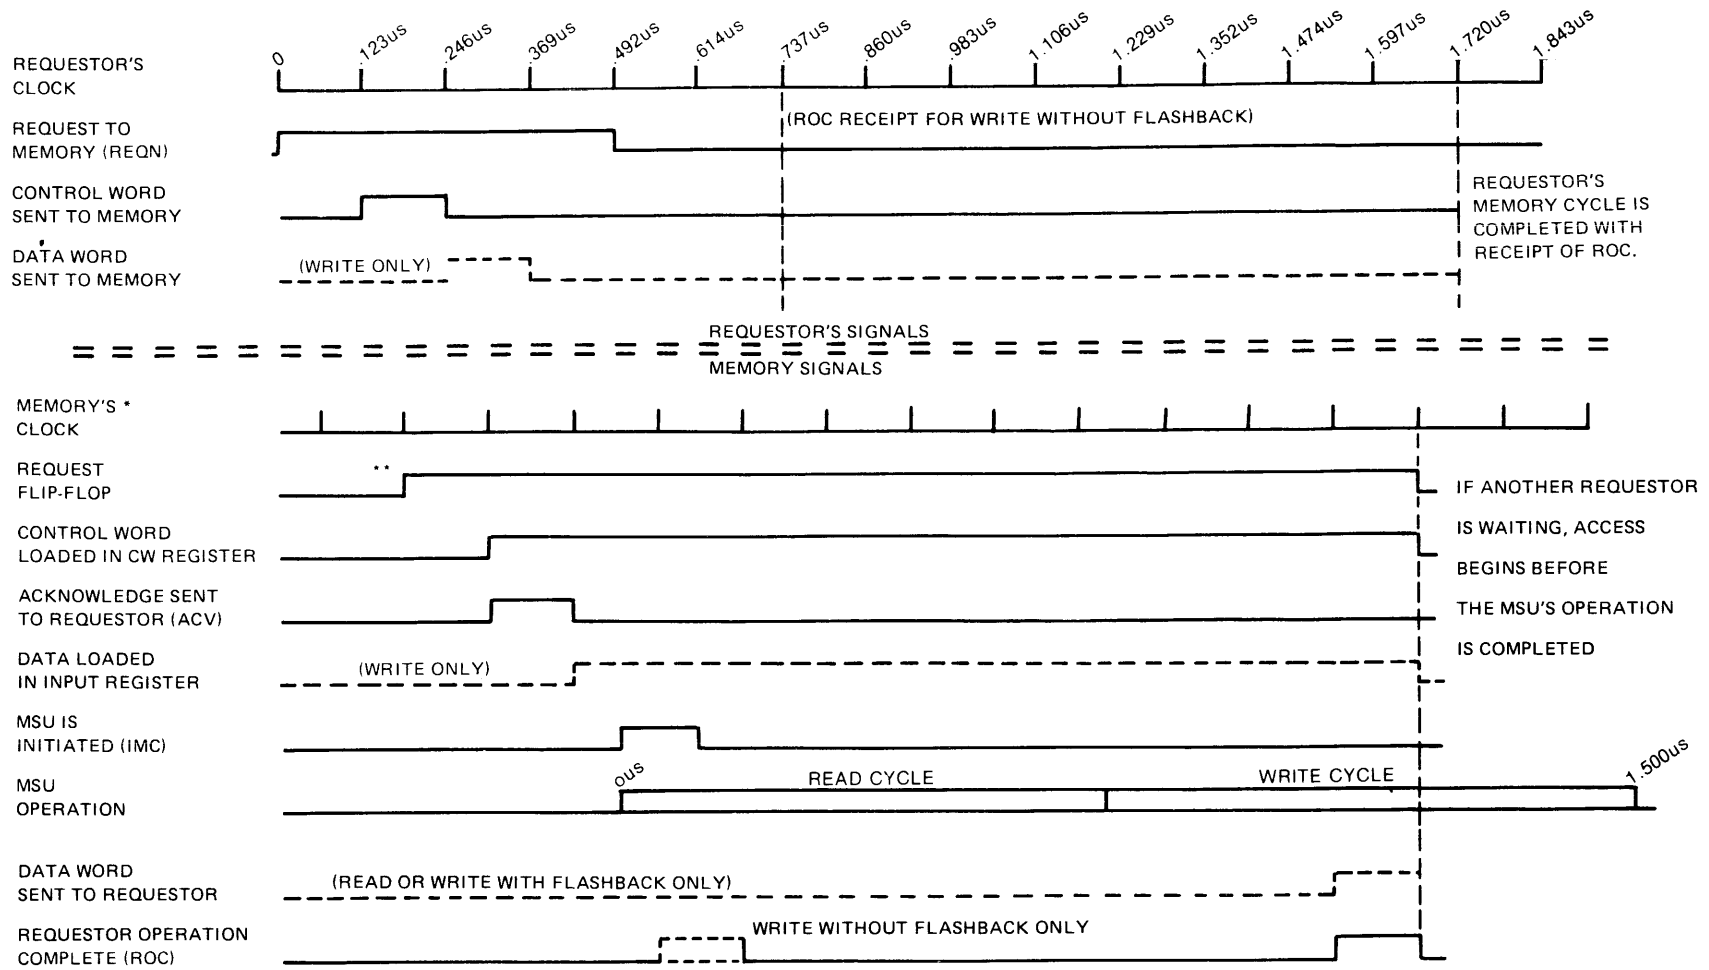 0 .123us .246us .369us .492us .614us .737us .860us .983us 1.106us 1.229us 1.352us 1.474us 1.597us 1.720us 1.843us
REQUESTOR'S
CLOCK
(ROC RECEIPT FOR WRITE WITHOUT FLASHBACK)
REQUEST TO
MEMORY (REQN)
CONTROL WORD
SENT TO MEMORY
REQUESTOR'S
MEMORY CYCLE IS
COMPLETED WITH
RECEIPT OF ROC.
DATA WORD
SENT TO MEMORY
(WRITE ONLY)
REQUESTOR'S SIGNALS
MEMORY SIGNALS
MEMORY'S *
CLOCK
REQUEST
FLIP-FLOP
**
IF ANOTHER REQUESTOR
IS WAITING, ACCESS
BEGINS BEFORE
THE MSU'S OPERATION
IS COMPLETED
CONTROL WORD
LOADED IN CW REGISTER
ACKNOWLEDGE SENT
TO REQUESTOR (ACV)
DATA LOADED
IN INPUT REGISTER
(WRITE ONLY)
MSU IS
INITIATED (IMC)
MSU
OPERATION
0us
READ CYCLE
WRITE CYCLE
1.500us
DATA WORD
SENT TO REQUESTOR
(READ OR WRITE WITH FLASHBACK ONLY)
REQUESTOR OPERATION
COMPLETE (ROC)
WRITE WITHOUT FLASHBACK ONLY